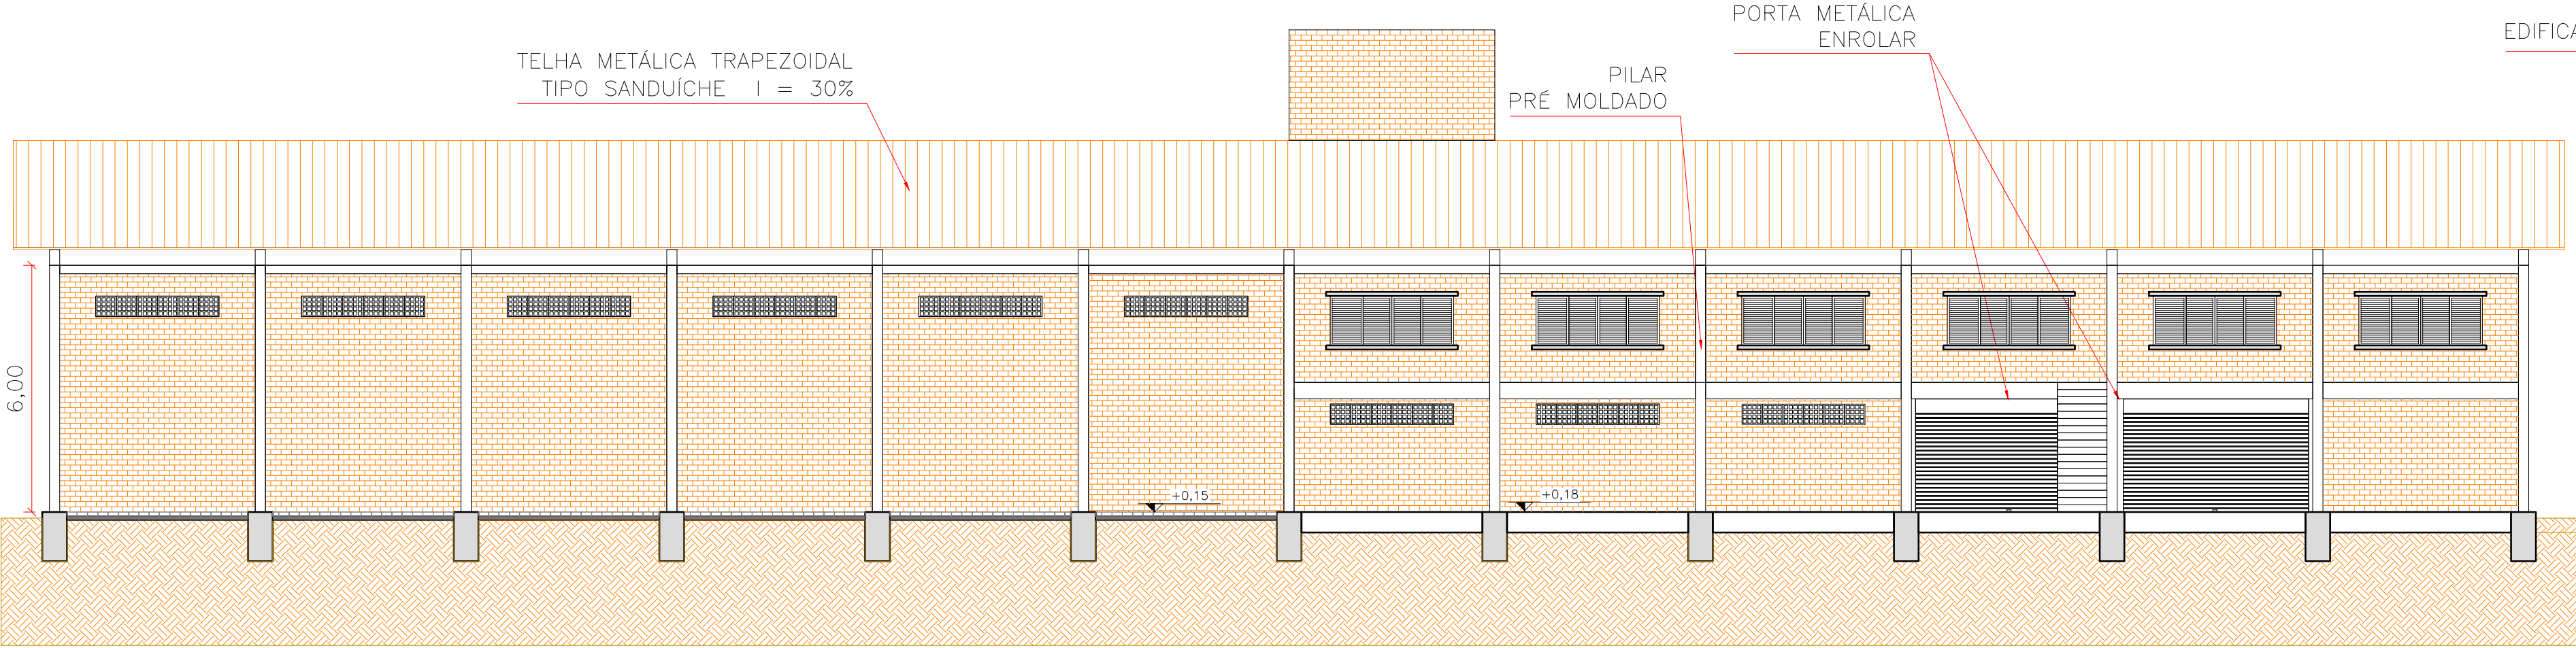 TELHA METÁLICA TRAPEZOIDAL
TIPO SANDUÍCHE I = 30%
PILAR
PRÉ MOLDADO
PORTA METÁLICA
ENROLAR
EDIFICA
6,00
+0,15
+0,18